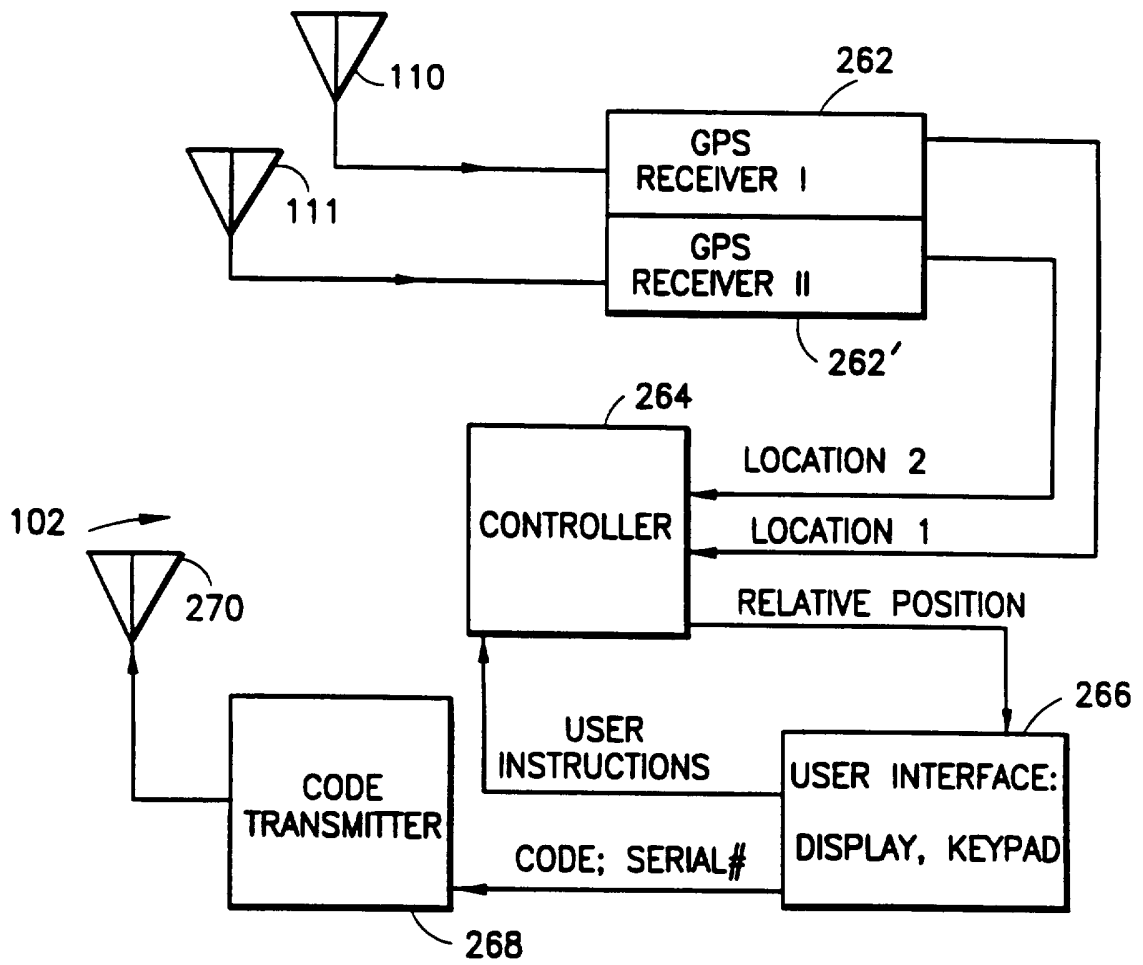 110
262
GPS
RECEIVER I
111
GPS
RECEIVER II
262'
264
LOCATION 2
CONTROLLER
LOCATION 1
102
270
RELATIVE POSITION
266
USER
INSTRUCTIONS
USER INTERFACE:
DISPLAY, KEYPAD
CODE
TRANSMITTER
CODE; SERIAL#
268